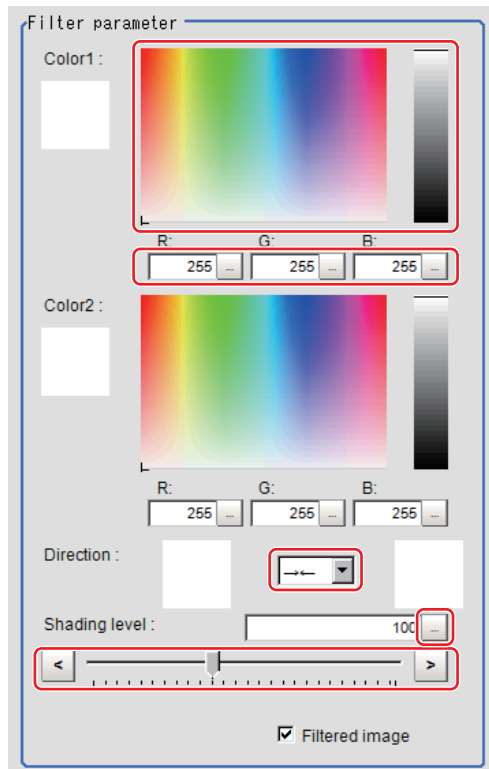 Filter parameter
Color1 :
R: G: B:
255 ... 255 ... 255 ...
Color2 :
R: G: B:
255 ... 255 ... 255 ...
Direction :
→←
Shading level : 100 ...
< >
Filtered image